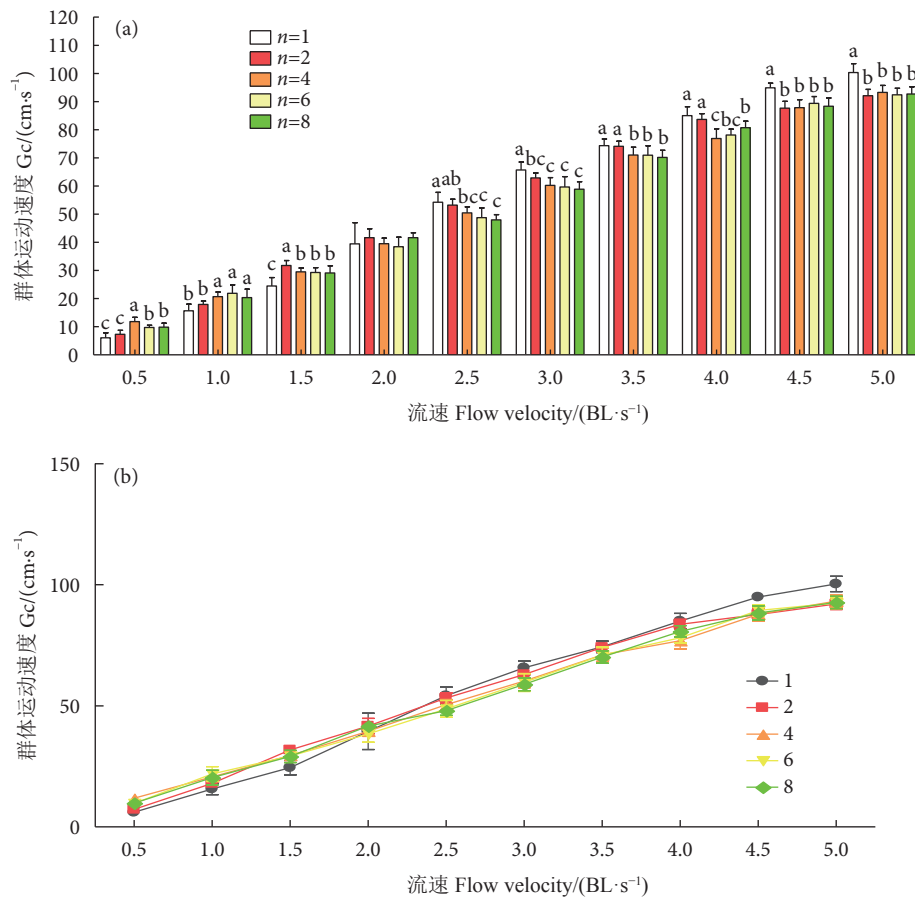 (a)
n=1
n=2
n=4
n=6
n=8
群体运动速度 Gc/(cm·s⁻¹)
120
110
100
90
80
70
60
50
40
30
20
10
0
c c a b b
b b a a a
c a b b b
a ab bc c c
a bc c c c
a a b b b
a a c bc b
a b b b b
a b b b b
0.5 1.0 1.5 2.0 2.5 3.0 3.5 4.0 4.5 5.0
流速 Flow velocity/(BL·s⁻¹)
(b)
群体运动速度 Gc/(cm·s⁻¹)
150
100
50
0
1
2
4
6
8
0.5 1.0 1.5 2.0 2.5 3.0 3.5 4.0 4.5 5.0
流速 Flow velocity/(BL·s⁻¹)